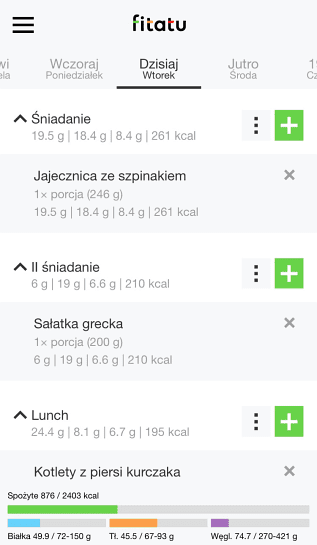 fitatu
wi Wczoraj Dzisiaj Jutro 1
ela Poniedziałek Wtorek Środa Cz
Śniadanie
19.5 g | 18.4 g | 8.4 g | 261 kcal
Jajecznica ze szpinakiem
1× porcja (246 g)
19.5 g | 18.4 g | 8.4 g | 261 kcal
II śniadanie
6 g | 19 g | 6.6 g | 210 kcal
Sałatka grecka
1× porcja (200 g)
6 g | 19 g | 6.6 g | 210 kcal
Lunch
24.4 g | 8.1 g | 6.7 g | 195 kcal
Kotlety z piersi kurczaka
Spożyte 876 / 2403 kcal
Białka 49.9 / 72-150 g Tł. 45.5 / 67-93 g Węgl. 74.7 / 270-421 g